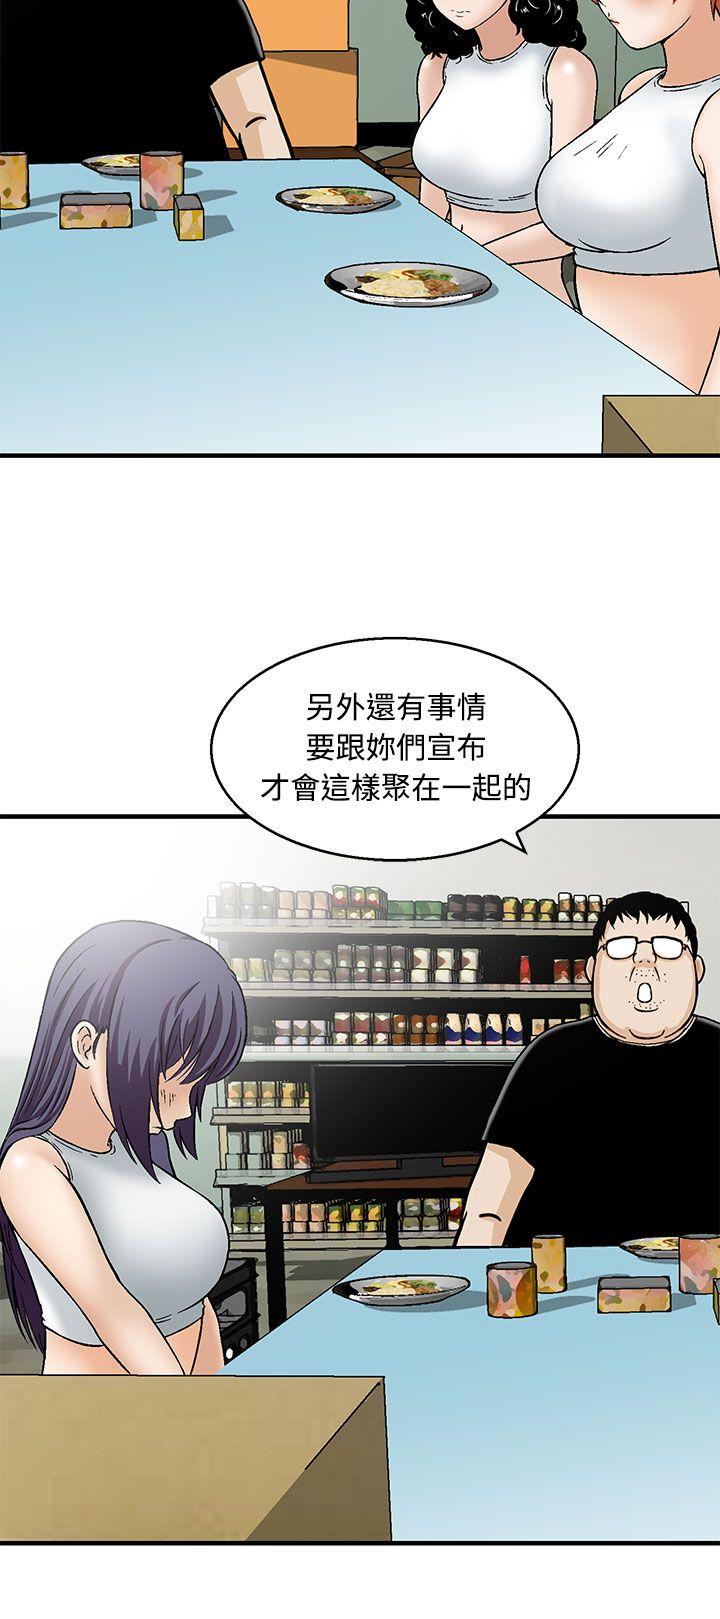 另外還有事情
要跟妳們宣布
才會這樣聚在一起的